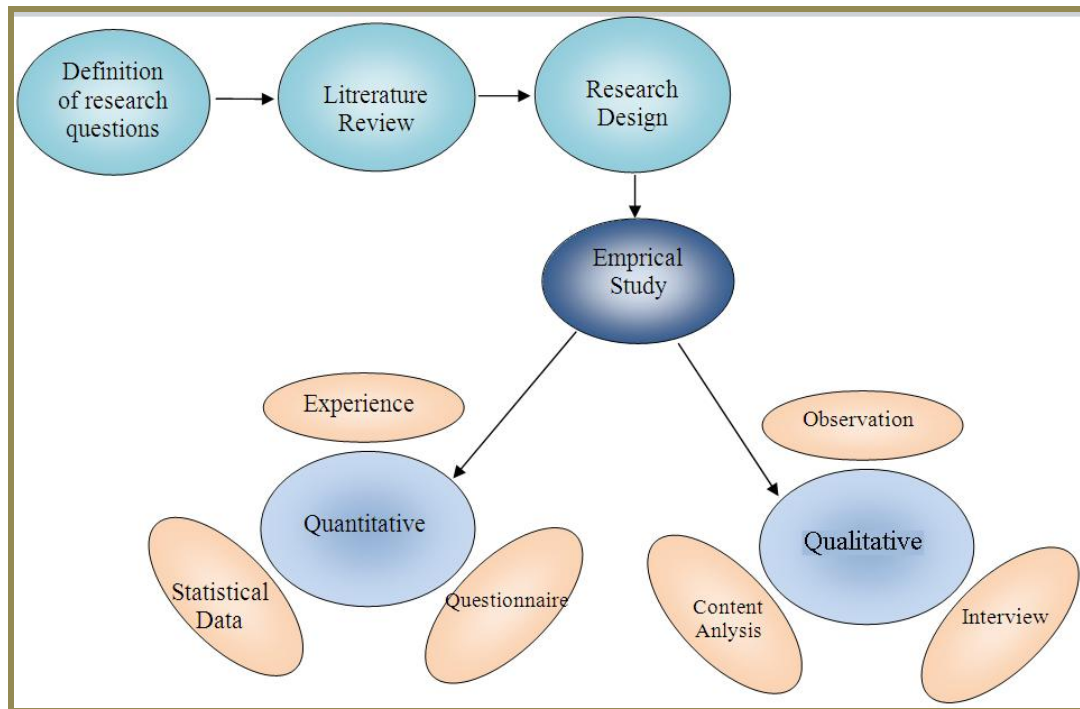 Definition
of research
questions
Litrerature
Review
Research
Design
Emprical
Study
Experience
Quantitative
Statistical
Data
Questionnaire
Observation
Qualitative
Content
Anlysis
Interview